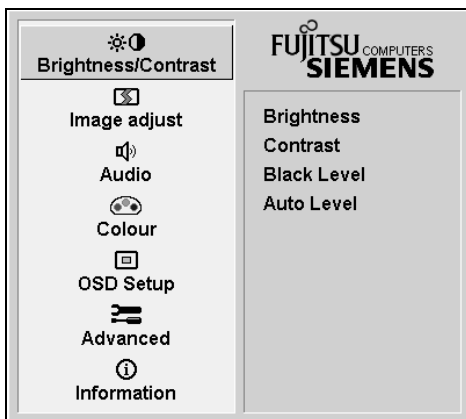 Brightness/Contrast
Image adjust
Audio
Colour
OSD Setup
Advanced
Information
FUJITSU COMPUTERS
SIEMENS
Brightness
Contrast
Black Level
Auto Level